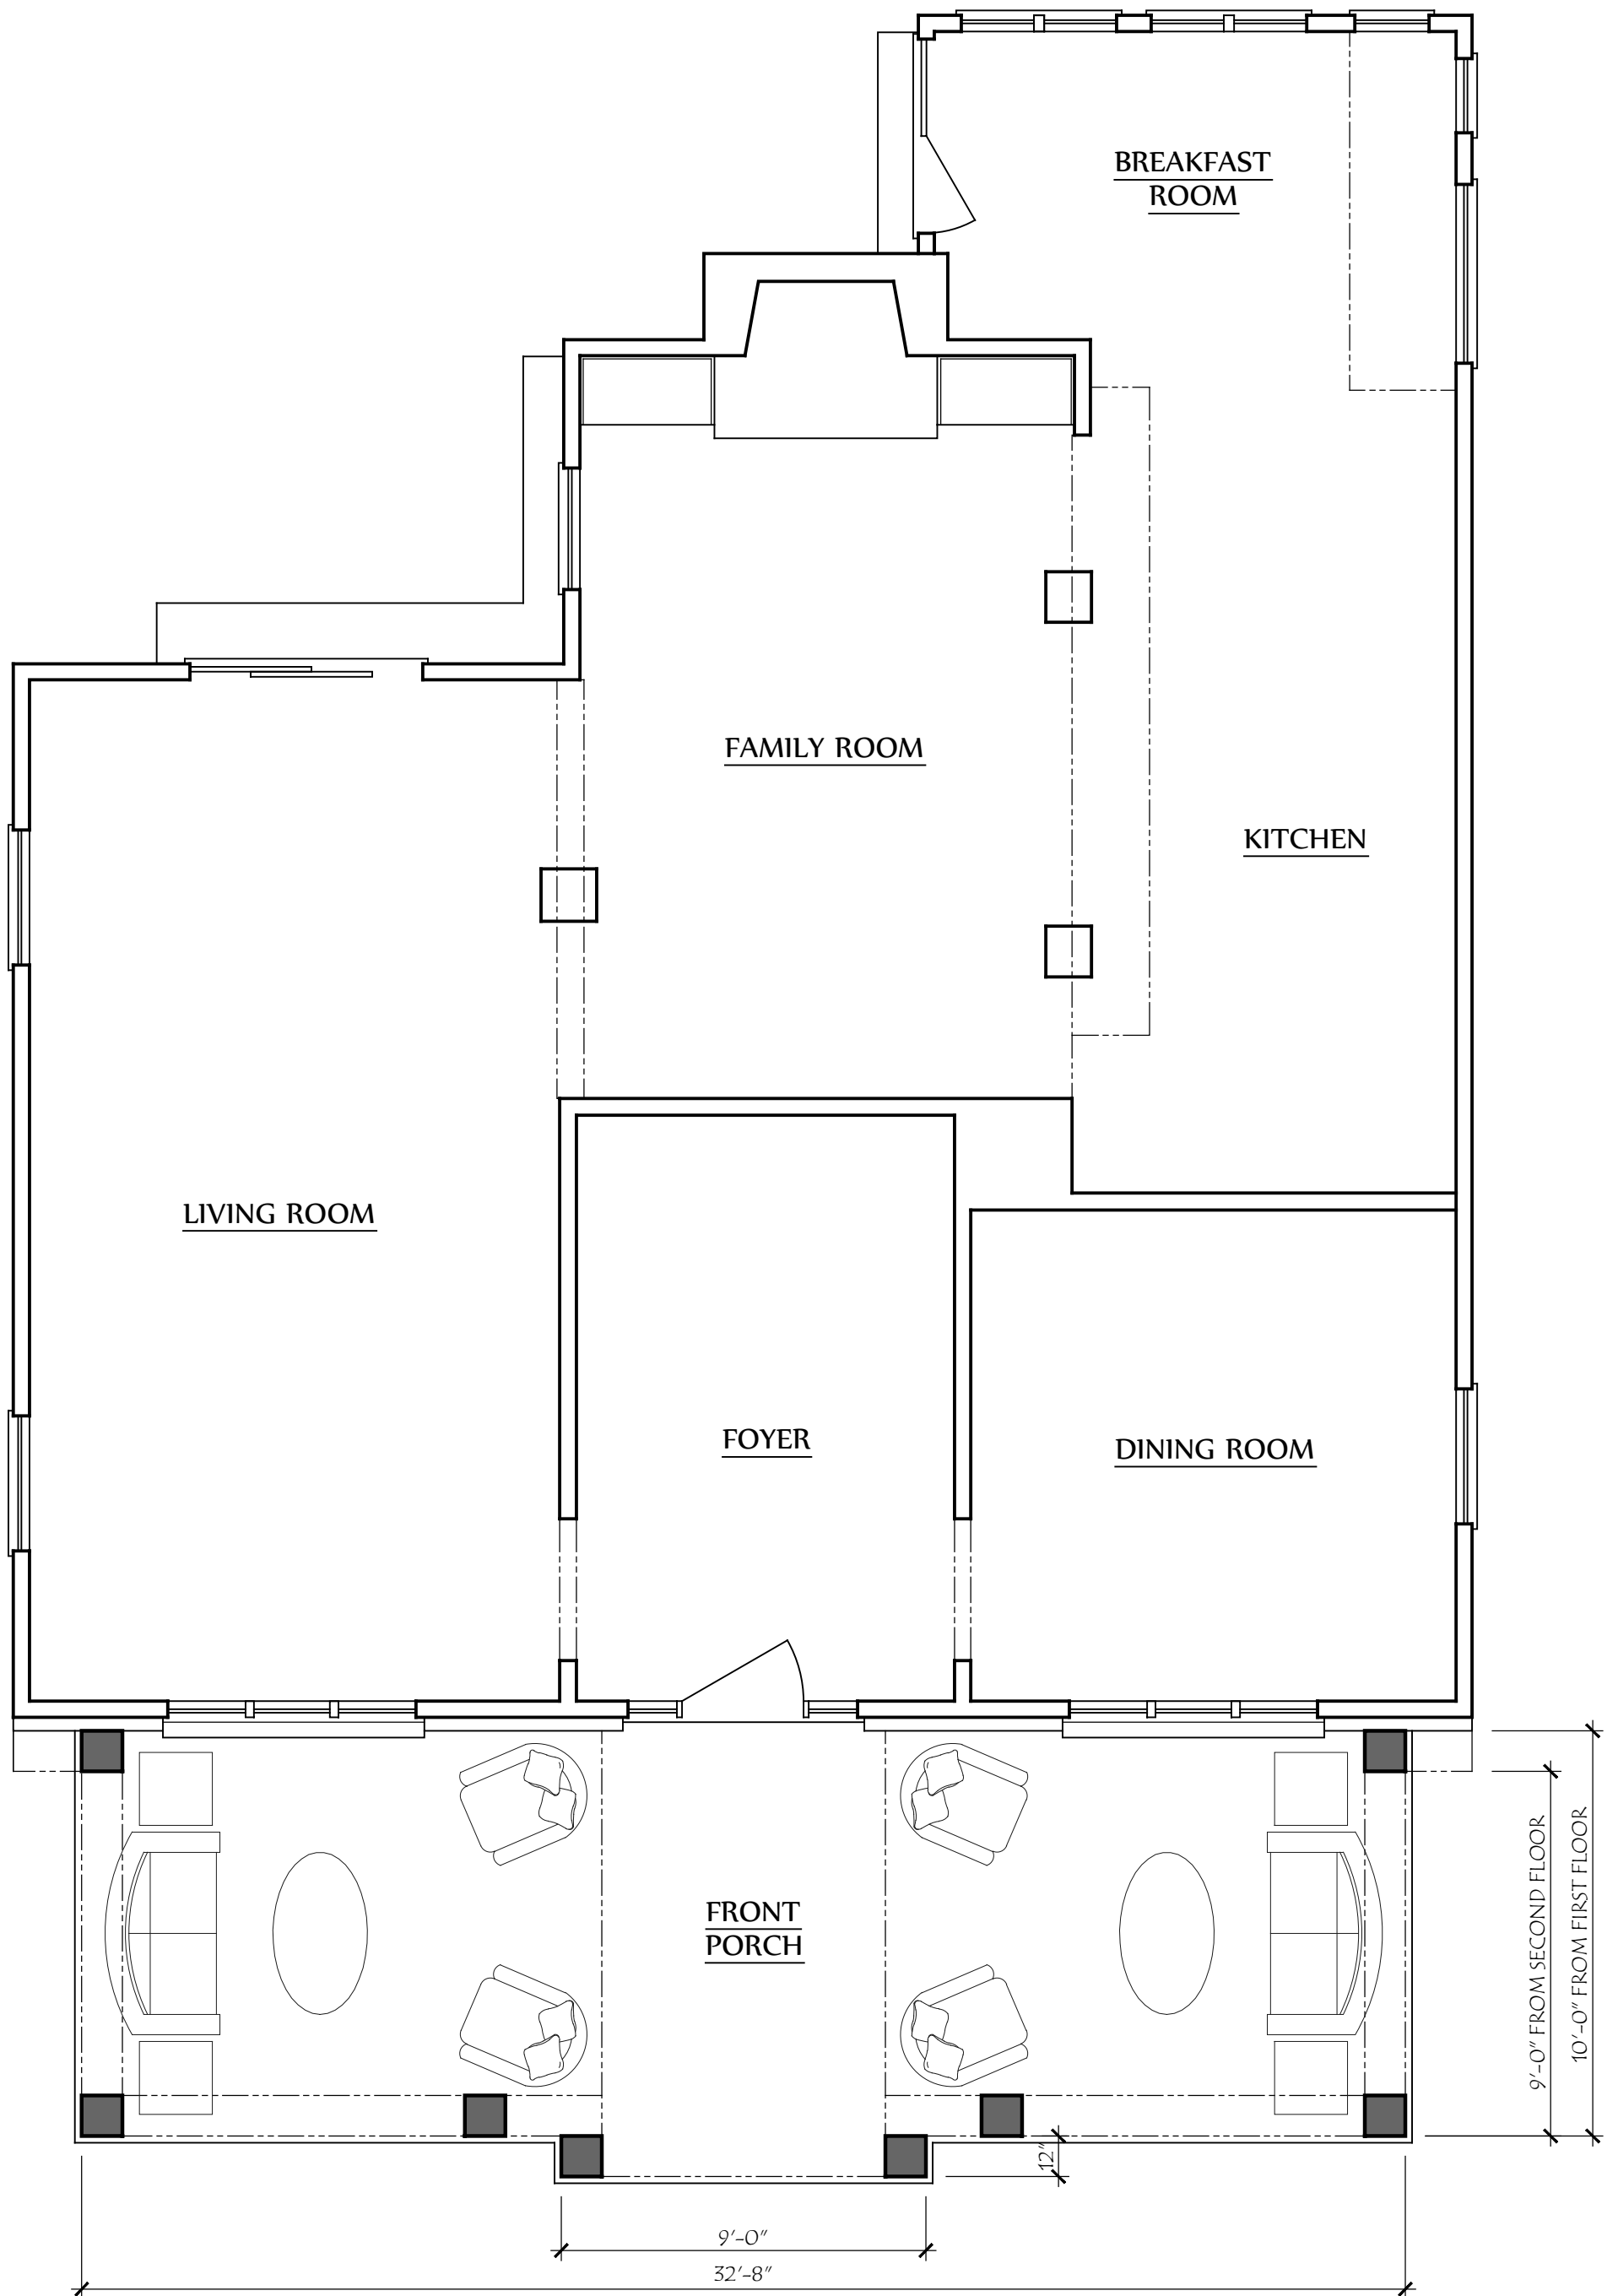 BREAKFAST
ROOM
FAMILY ROOM
KITCHEN
LIVING ROOM
FOYER
DINING ROOM
FRONT
PORCH
9'-0" FROM SECOND FLOOR
10'-0" FROM FIRST FLOOR
12"
9'-0"
32'-8"